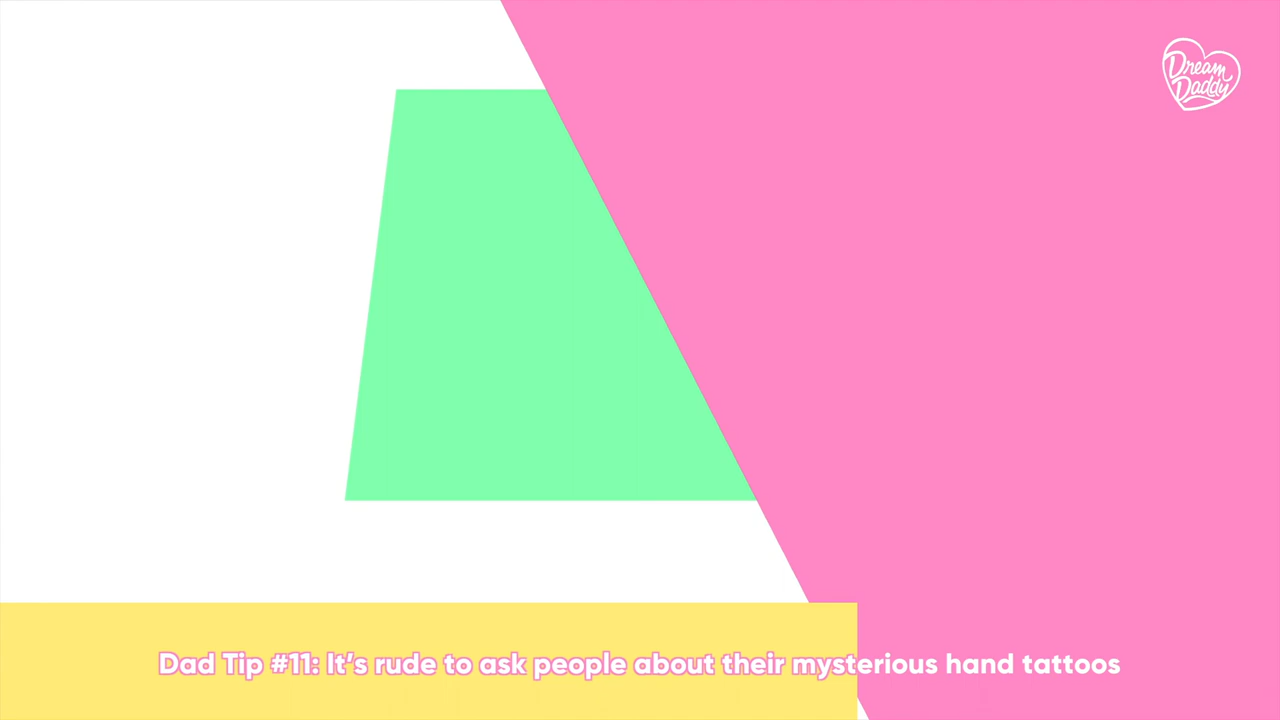 Dream
Daddy
Dad Tip #11: It's rude to ask people about their mysterious hand tattoos